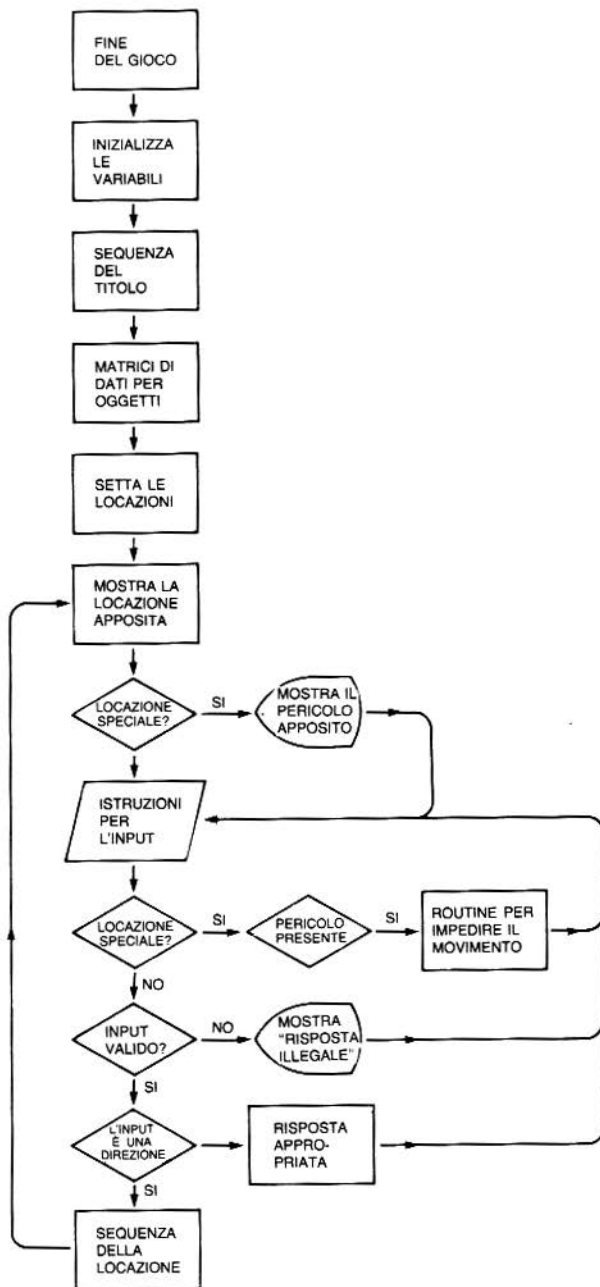 FINE
DEL GIOCO
INIZIALIZZA
LE
VARIABILI
SEQUENZA
DEL
TITOLO
MATRICI DI
DATI PER
OGGETTI
SETTA LE
LOCAZIONI
MOSTRA LA
LOCAZIONE
APPOSITA
LOCAZIONE
SPECIALE?
SI
MOSTRA IL
PERICOLO
APPOSITO
ISTRUZIONI
PER
L'INPUT
LOCAZIONE
SPECIALE?
SI
PERICOLO
PRESENTE
SI
ROUTINE PER
IMPEDIRE IL
MOVIMENTO
NO
INPUT
VALIDO?
NO
MOSTRA
"RISPOSTA
ILLEGALE"
SI
L'INPUT
È UNA
DIREZIONE
RISPOSTA
APPRO-
PRIATA
SI
SEQUENZA
DELLA
LOCAZIONE